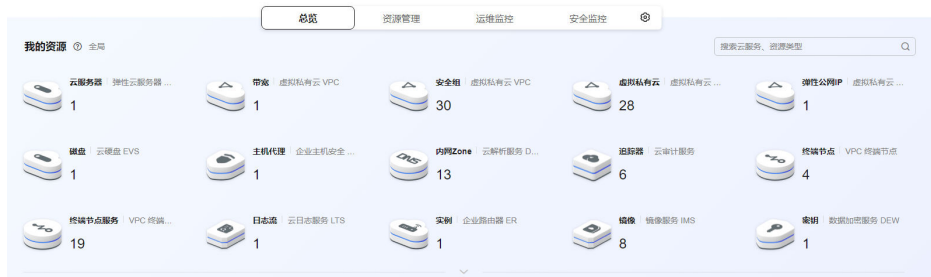 总览 资源管理 运维监控 安全监控
我的资源 全局 搜索云服务、资源类型
云服务器 弹性云服务器 ... 带宽 虚拟私有云 VPC 安全组 虚拟私有云 VPC 虚拟私有云 虚拟私有云 ... 弹性公网IP 虚拟私有云 ...
1 1 30 28 1
磁盘 云硬盘 EVS 主机代理 企业主机安全 ... 内网Zone 云解析服务 D... 追踪器 云审计服务 终端节点 VPC 终端节点
DNS
1 1 13 6 4
终端节点服务 VPC 终端... 日志流 云日志服务 LTS 实例 企业路由器 ER 镜像 镜像服务 IMS 密钥 数据加密服务 DEW
19 1 1 8 1